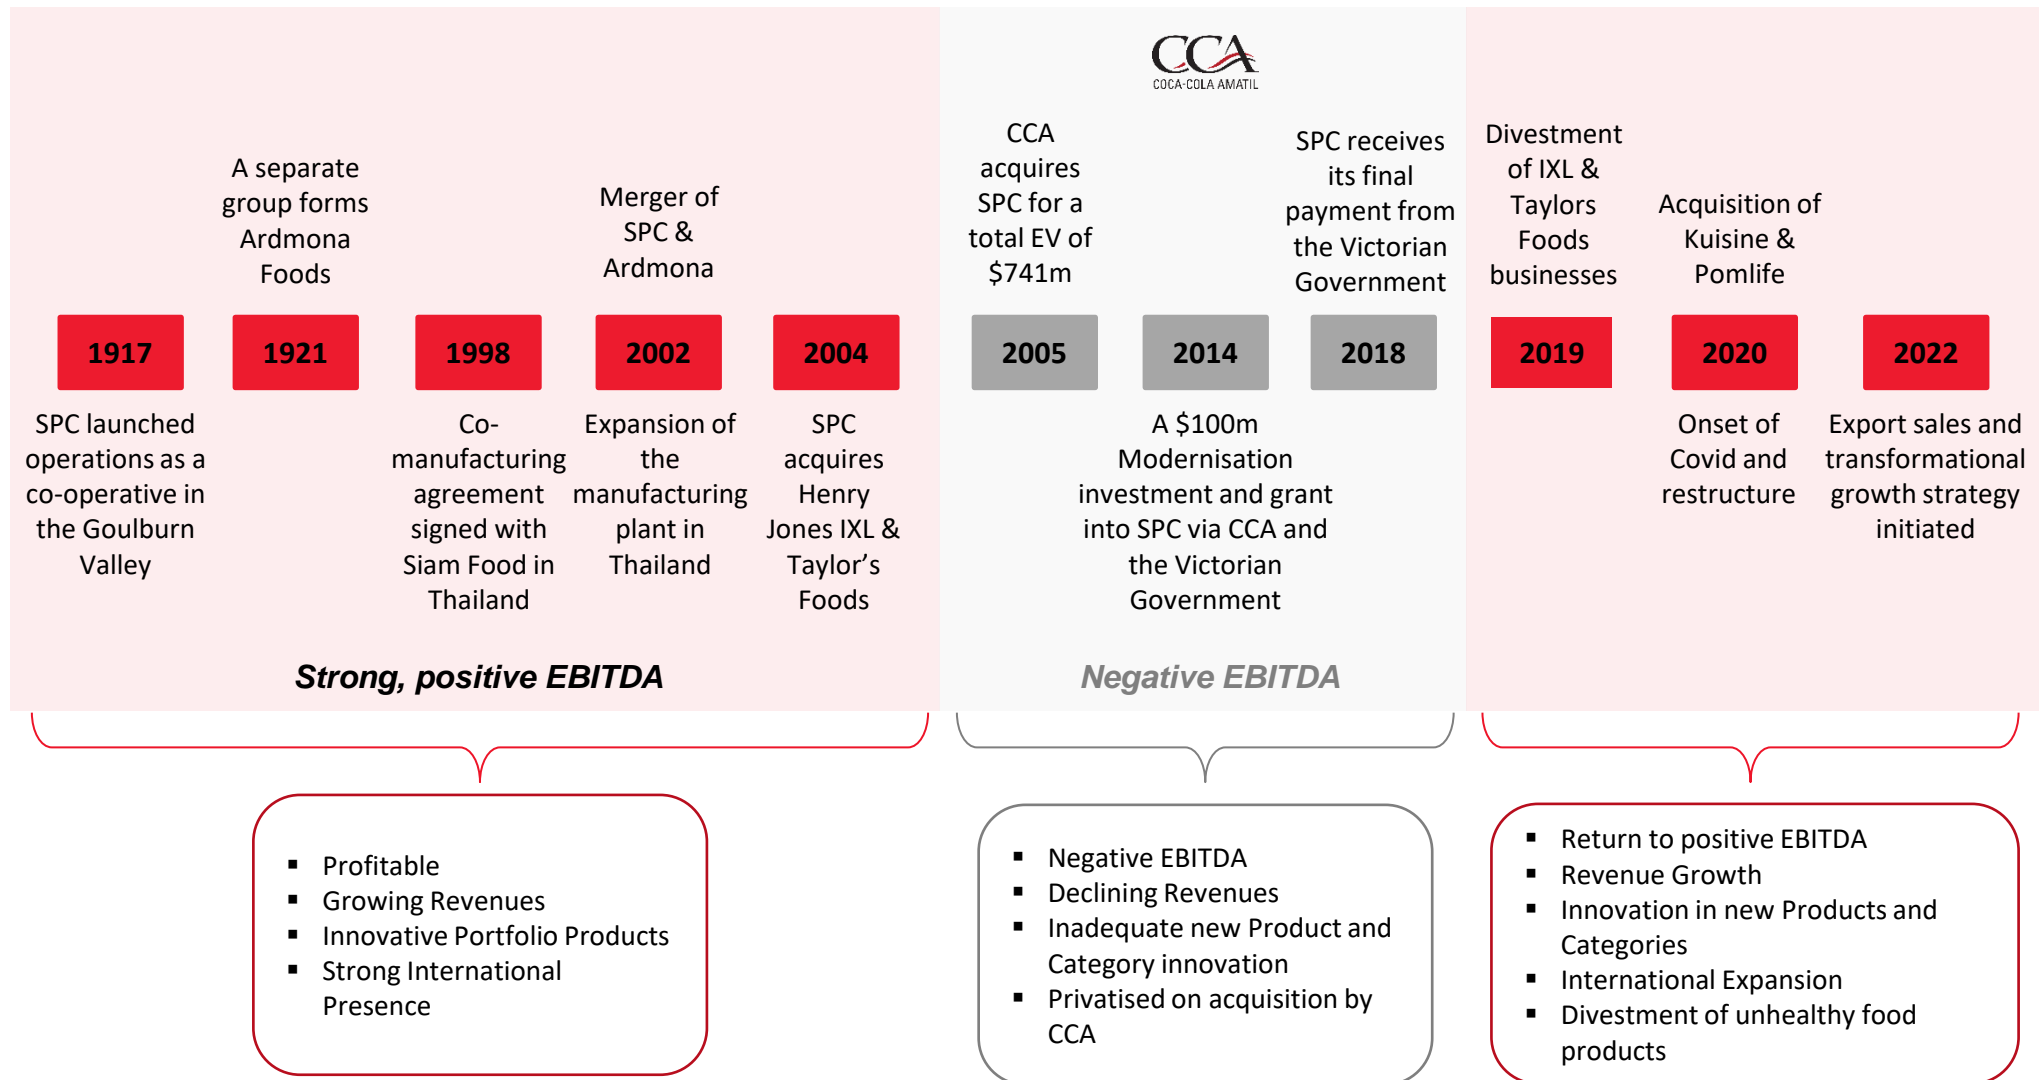 CCA
COCA-COLA AMATIL
A separate
group forms
Ardmona
Foods
Merger of
SPC &
Ardmona
CCA
acquires
SPC for a
total EV of
$741m
SPC receives
its final
payment from
the Victorian
Government
Divestment
of IXL &
Taylors
Foods
businesses
Acquisition of
Kuisine &
Pomlife
1917
1921
1998
2002
2004
2005
2014
2018
2019
2020
2022
SPC launched
operations as a
co-operative in
the Goulburn
Valley
Co-
manufacturing
agreement
signed with
Siam Food in
Thailand
Expansion of
the
manufacturing
plant in
Thailand
SPC
acquires
Henry
Jones IXL &
Taylor’s
Foods
A $100m
Modernisation
investment and grant
into SPC via CCA and
the Victorian
Government
Onset of
Covid and
restructure
Export sales and
transformational
growth strategy
initiated
Strong, positive EBITDA
Negative EBITDA
▪ Profitable
▪ Growing Revenues
▪ Innovative Portfolio Products
▪ Strong International
Presence
▪ Negative EBITDA
▪ Declining Revenues
▪ Inadequate new Product and
Category innovation
▪ Privatised on acquisition by
CCA
▪ Return to positive EBITDA
▪ Revenue Growth
▪ Innovation in new Products and
Categories
▪ International Expansion
▪ Divestment of unhealthy food
products